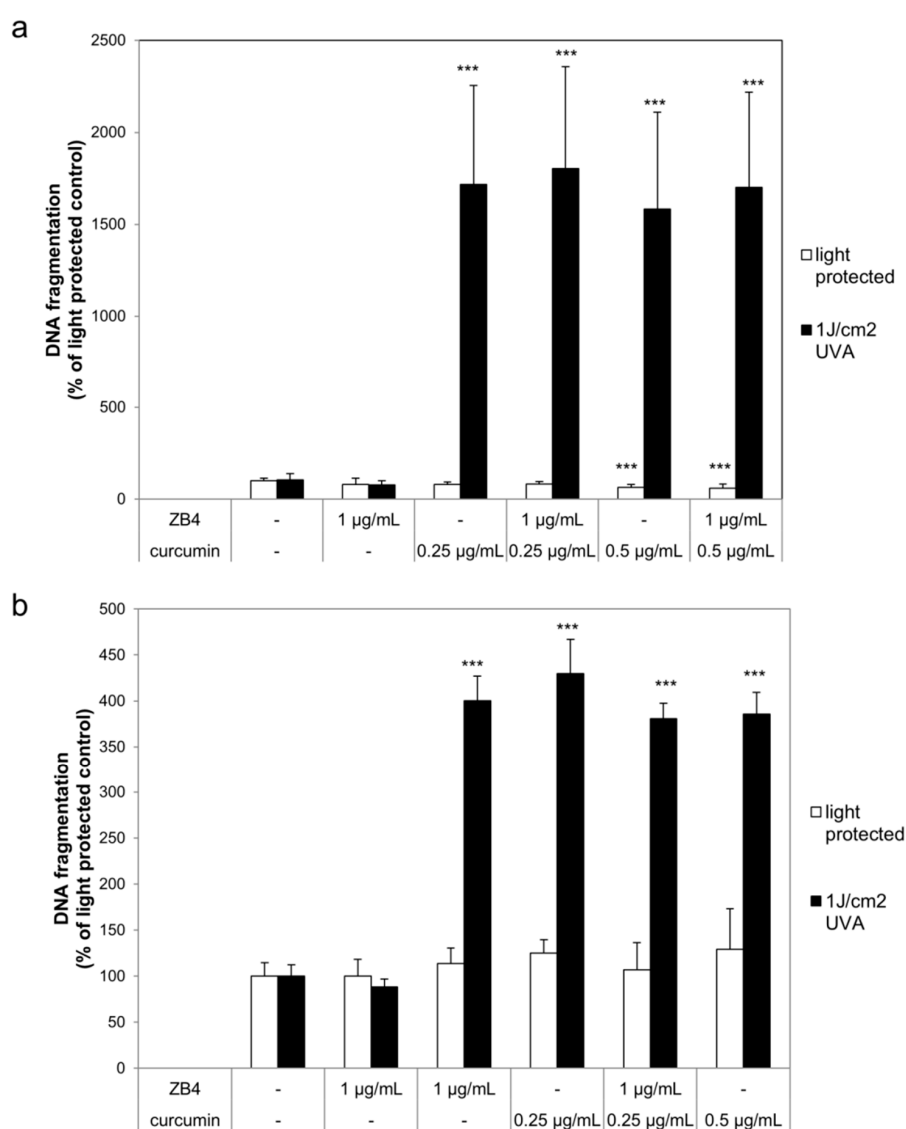 a
2500
2000
1500
1000
500
0
DNA fragmentation
(% of light protected control)
*** *** *** ***
*** ***
light
protected
1J/cm2
UVA
ZB4 - 1 µg/mL - 1 µg/mL - 1 µg/mL
curcumin - - 0.25 µg/mL 0.25 µg/mL 0.5 µg/mL 0.5 µg/mL
b
500
450
400
350
300
250
200
150
100
50
0
DNA fragmentation
(% of light protected control)
*** *** *** ***
light
protected
1J/cm2
UVA
ZB4 - 1 µg/mL 1 µg/mL - 1 µg/mL -
curcumin - - - 0.25 µg/mL 0.25 µg/mL 0.5 µg/mL